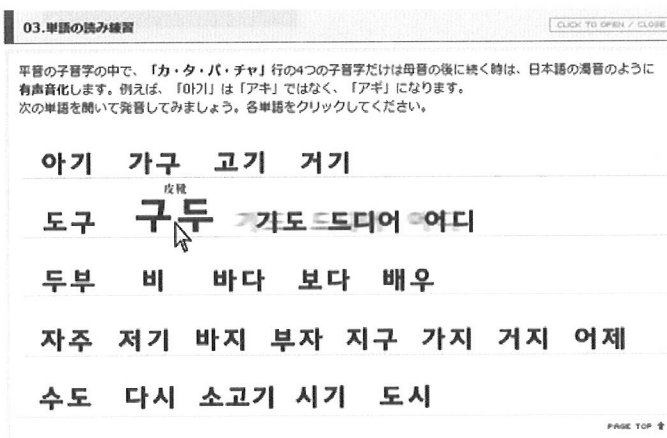 03.単語の読み練習
CLICK TO OPEN / CLOSE
平音の子音字の中で、「カ・タ・パ・チャ」行の4つの子音字だけは母音の後に続く時は、日本語の濁音のように
有声音化します。例えば、「아기」は「アキ」ではなく、「アギ」になります。
次の単語を聞いて発音してみましょう。各単語をクリックしてください。
아기 가구 고기 거기
皮靴
도구 구두 기도 드디어 어디
두부 비 바다 보다 배우
자주 저기 바지 부자 지구 가지 거지 어제
수도 다시 소고기 시기 도시
PAGE TOP